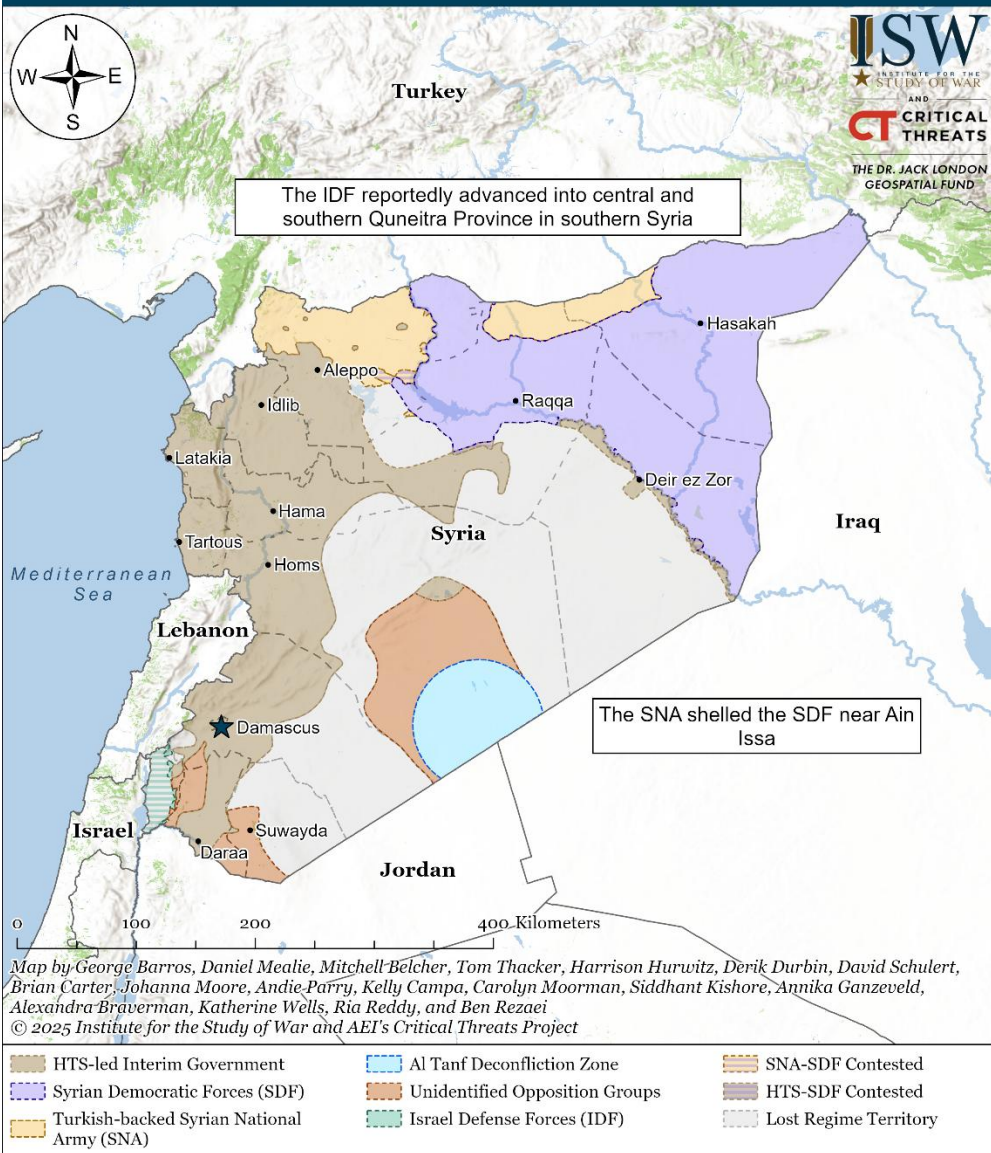 N
W
E
S
ISW
INSTITUTE FOR THE
STUDY OF WAR
AND
CT CRITICAL
THREATS
THE DR. JACK LONDON
GEOSPATIAL FUND
Turkey
The IDF reportedly advanced into central and
southern Quneitra Province in southern Syria
Hasakah
Aleppo
Idlib
Raqqa
Latakia
Deir ez Zor
Hama
Syria
Iraq
Tartous
Homs
Mediterranean
Sea
Lebanon
Damascus
The SNA shelled the SDF near Ain
Issa
Israel
Suwayda
Daraa
Jordan
0 100 200 400 Kilometers
Map by George Barros, Daniel Mealie, Mitchell Belcher, Tom Thacker, Harrison Hurwitz, Derik Durbin, David Schulert,
Brian Carter, Johanna Moore, Andie Parry, Kelly Campa, Carolyn Moorman, Siddhant Kishore, Annika Ganzeveld,
Alexandra Braverman, Katherine Wells, Ria Reddy, and Ben Rezaei
© 2025 Institute for the Study of War and AEI's Critical Threats Project
HTS-led Interim Government
Syrian Democratic Forces (SDF)
Turkish-backed Syrian National
Army (SNA)
Al Tanf Deconfliction Zone
Unidentified Opposition Groups
Israel Defense Forces (IDF)
SNA-SDF Contested
HTS-SDF Contested
Lost Regime Territory